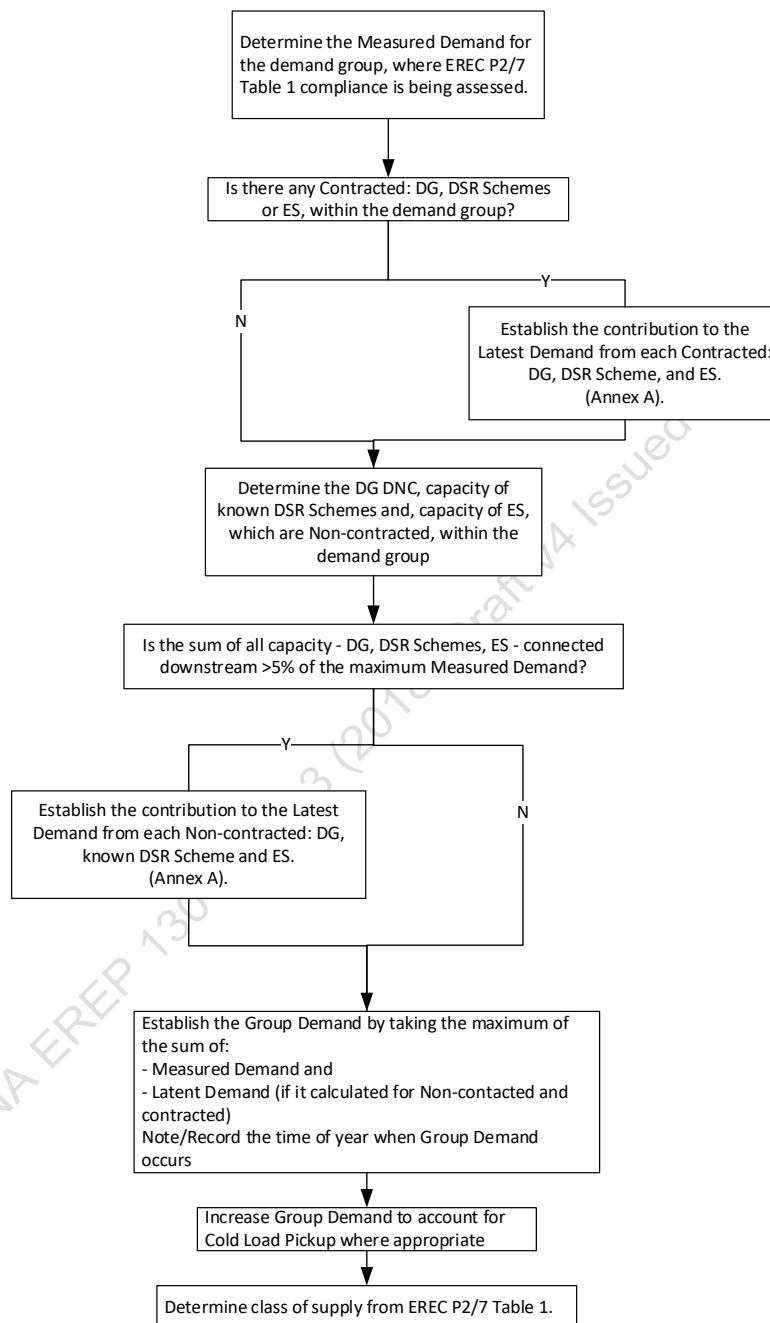 Determine the Measured Demand for
the demand group, where EREC P2/7
Table 1 compliance is being assessed.
Is there any Contracted: DG, DSR Schemes
or ES, within the demand group?
Y
N
Establish the contribution to the
Latest Demand from each Contracted:
DG, DSR Scheme, and ES.
(Annex A).
Determine the DG DNC, capacity of
known DSR Schemes and, capacity of ES,
which are Non-contracted, within the
demand group
Is the sum of all capacity - DG, DSR Schemes, ES - connected
downstream >5% of the maximum Measured Demand?
Y
N
Establish the contribution to the Latest
Demand from each Non-contracted: DG,
known DSR Scheme and ES.
(Annex A).
Establish the Group Demand by taking the maximum of
the sum of:
- Measured Demand and
- Latent Demand (if it calculated for Non-contacted and
contracted)
Note/Record the time of year when Group Demand
occurs
Increase Group Demand to account for
Cold Load Pickup where appropriate
Determine class of supply from EREC P2/7 Table 1.
NA EREP 130 3 (2018 Draft v4 Issued